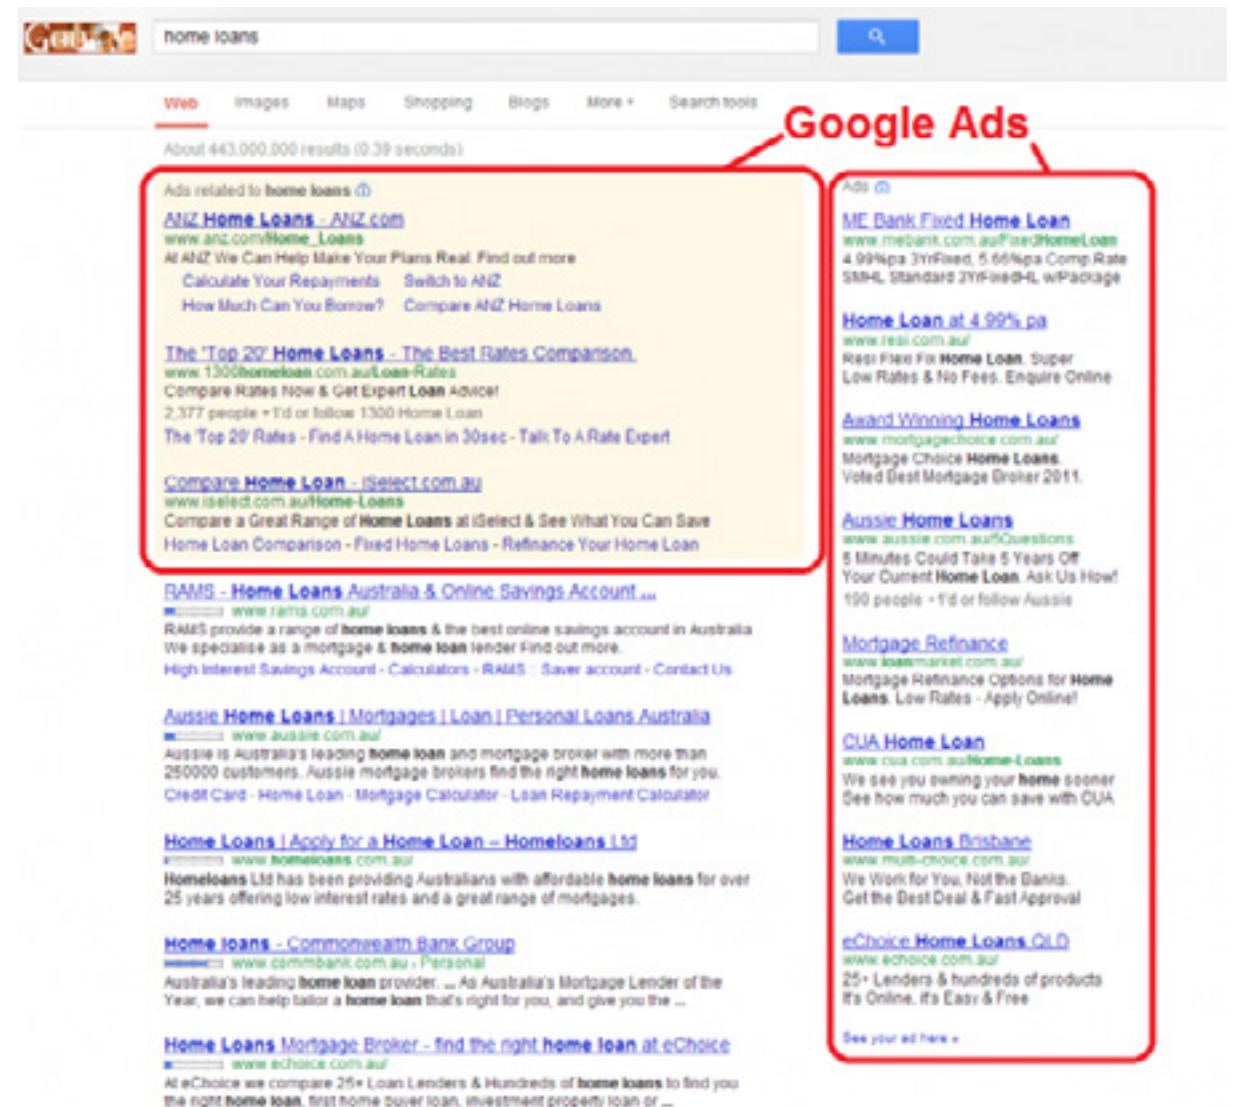 Google
home loans
Web Images Maps Shopping Blogs More Search tools
Google Ads
About 443,000,000 results (0.39 seconds)
Ads related to home loans
ANZ Home Loans - ANZ.com
www.anz.com/Home_Loans
At ANZ We Can Help Make Your Plans Real. Find out more
Calculate Your Repayments Switch to ANZ
How Much Can You Borrow? Compare ANZ Home Loans
The 'Top 20' Home Loans - The Best Rates Comparison.
www.1300homeloan.com.au/Loan-Rates
Compare Rates Now & Get Expert Loan Advice!
2,377 people +1'd or follow 1300 Home Loan
The 'Top 20' Rates - Find A Home Loan in 30sec - Talk To A Rate Expert
Compare Home Loan - iSelect.com.au
www.iselect.com.au/Home-Loans
Compare a Great Range of Home Loans at iSelect & See What You Can Save
Home Loan Comparison - Fixed Home Loans - Refinance Your Home Loan
RAMS - Home Loans Australia & Online Savings Account ...
www.rams.com.au/
RAMS provide a range of home loans & the best online savings account in Australia
We specialise as a mortgage & home loan lender Find out more.
High Interest Savings Account - Calculators - RAMS :: Saver account - Contact Us
Aussie Home Loans | Mortgages | Loan | Personal Loans Australia
www.aussie.com.au/
Aussie is Australia's leading home loan and mortgage broker with more than
250000 customers. Aussie mortgage brokers find the right home loans for you.
Credit Card - Home Loan - Mortgage Calculator - Loan Repayment Calculator
Home Loans | Apply for a Home Loan – Homeloans Ltd
www.homeloans.com.au/
Homeloans Ltd has been providing Australians with affordable home loans for over
25 years offering low interest rates and a great range of mortgages.
Home loans - Commonwealth Bank Group
www.commbank.com.au › Personal
Australia's leading home loan provider. ... As Australia's Mortgage Lender of the
Year, we can help tailor a home loan that's right for you, and give you the ...
Home Loans Mortgage Broker - find the right home loan at eChoice
www.echoice.com.au/
At eChoice we compare 25+ Loan Lenders & Hundreds of home loans to find you
the right home loan, first home buyer loan, investment property loan or ...
Ads
ME Bank Fixed Home Loan
www.mebank.com.au/FixedHomeLoan
4.99%pa 3YrFixed, 5.66%pa Comp Rate
SMHL Standard 3YrFixedHL w/Package
Home Loan at 4.99% pa
www.resi.com.au/
Resi Flexi Fix Home Loan. Super
Low Rates & No Fees. Enquire Online
Award Winning Home Loans
www.mortgagechoice.com.au/
Mortgage Choice Home Loans.
Voted Best Mortgage Broker 2011.
Aussie Home Loans
www.aussie.com.au/5Questions
5 Minutes Could Take 5 Years Off
Your Current Home Loan. Ask Us How!
190 people +1'd or follow Aussie
Mortgage Refinance
www.loanmarket.com.au/
Mortgage Refinance Options for Home
Loans. Low Rates - Apply Online!
CUA Home Loan
www.cua.com.au/Home-Loans
We see you owning your home sooner
See how much you can save with CUA
Home Loans Brisbane
www.multi-choice.com.au/
We Work for You, Not the Banks.
Get the Best Deal & Fast Approval
eChoice Home Loans QLD
www.echoice.com.au/
25+ Lenders & hundreds of products
It's Online, it's Easy & Free
See your ad here »